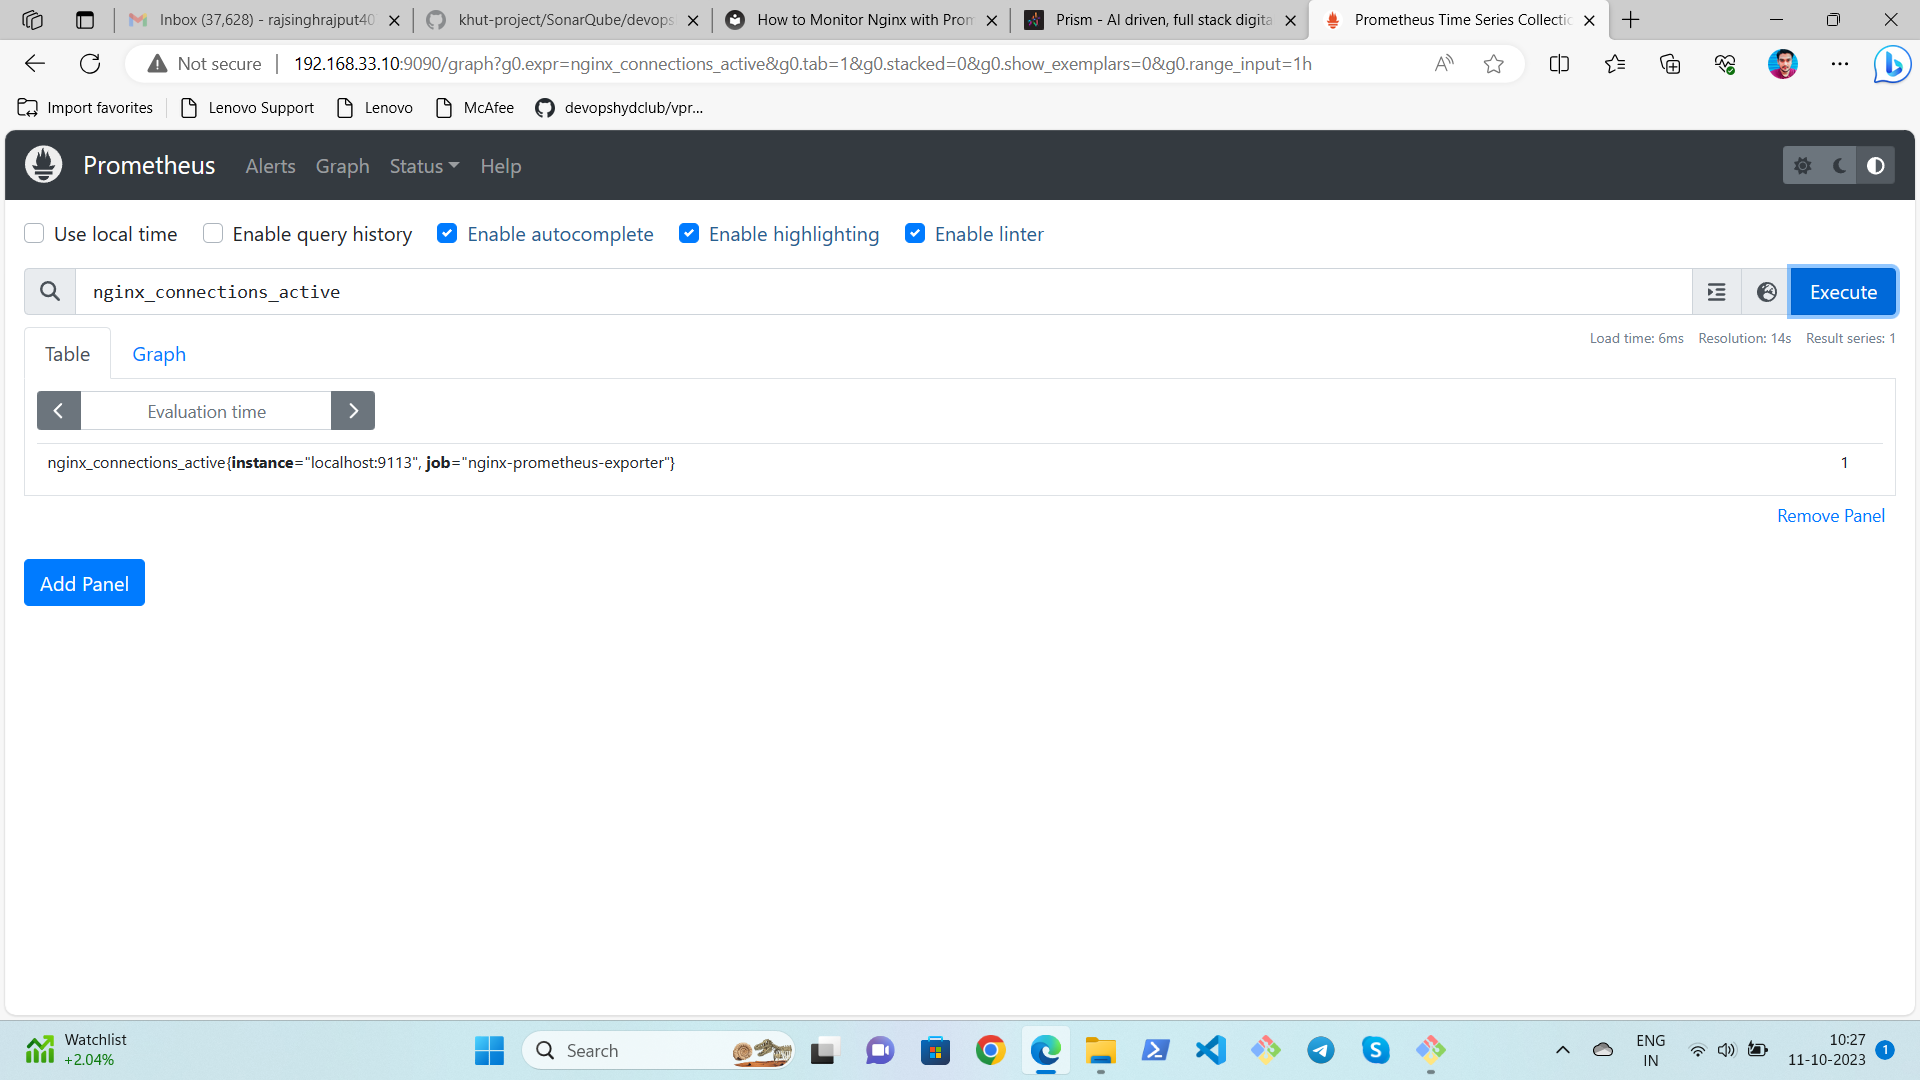 Inbox (37,628) - rajsinghrajput40
khut-project/SonarQube/devops
How to Monitor Nginx with Prom
Prism - AI driven, full stack digita
Prometheus Time Series Collectio
Not secure
192.168.33.10:9090/graph?g0.expr=nginx_connections_active&g0.tab=1&g0.stacked=0&g0.show_exemplars=0&g0.range_input=1h
Import favorites
Lenovo Support
Lenovo
McAfee
devopshydclub/vpr...
Prometheus
Alerts
Graph
Status
Help
Use local time
Enable query history
Enable autocomplete
Enable highlighting
Enable linter
nginx_connections_active
Execute
Table
Graph
Load time: 6ms Resolution: 14s Result series: 1
Evaluation time
nginx_connections_active{instance="localhost:9113", job="nginx-prometheus-exporter"}
1
Remove Panel
Add Panel
Watchlist
+2.04%
Search
ENG
IN
10:27
11-10-2023
1